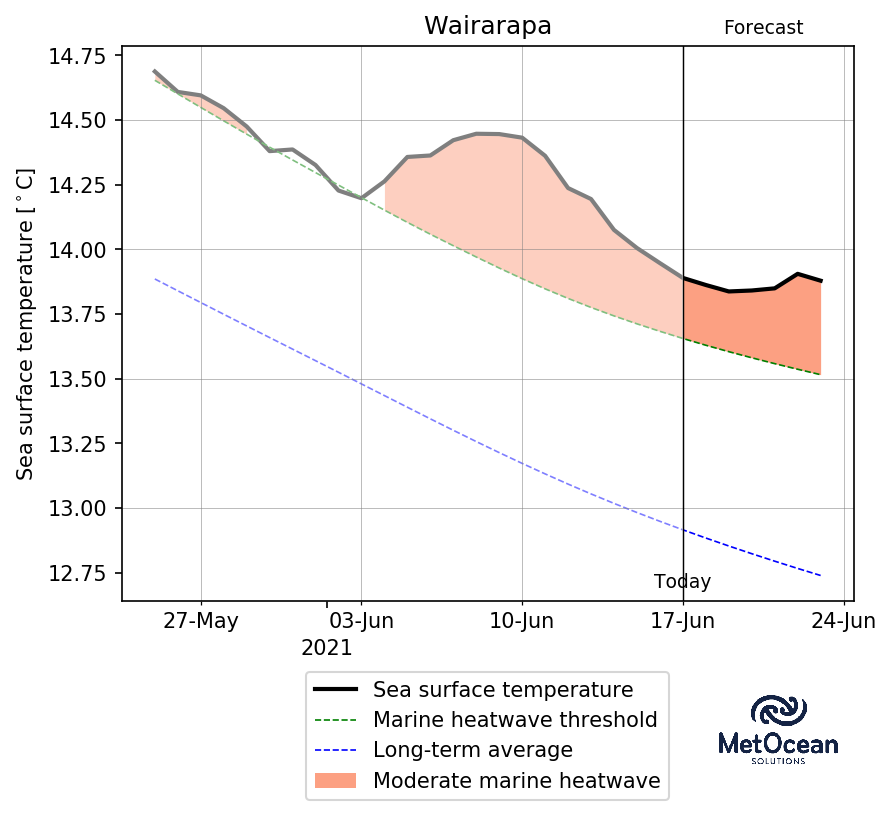 Wairarapa
Forecast
Sea surface temperature [°C]
14.75
14.50
14.25
14.00
13.75
13.50
13.25
13.00
12.75
Today
27-May
03-Jun
10-Jun
17-Jun
24-Jun
2021
Sea surface temperature
Marine heatwave threshold
Long-term average
Moderate marine heatwave
MetOcean
SOLUTIONS